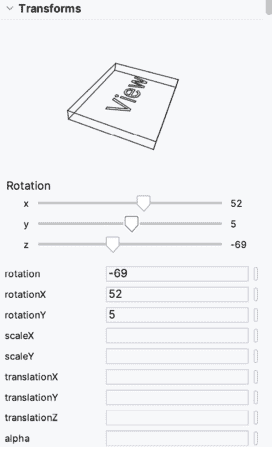 Transforms
View
Rotation
x 52
y 5
z -69
rotation -69
rotationX 52
rotationY 5
scaleX
scaleY
translationX
translationY
translationZ
alpha